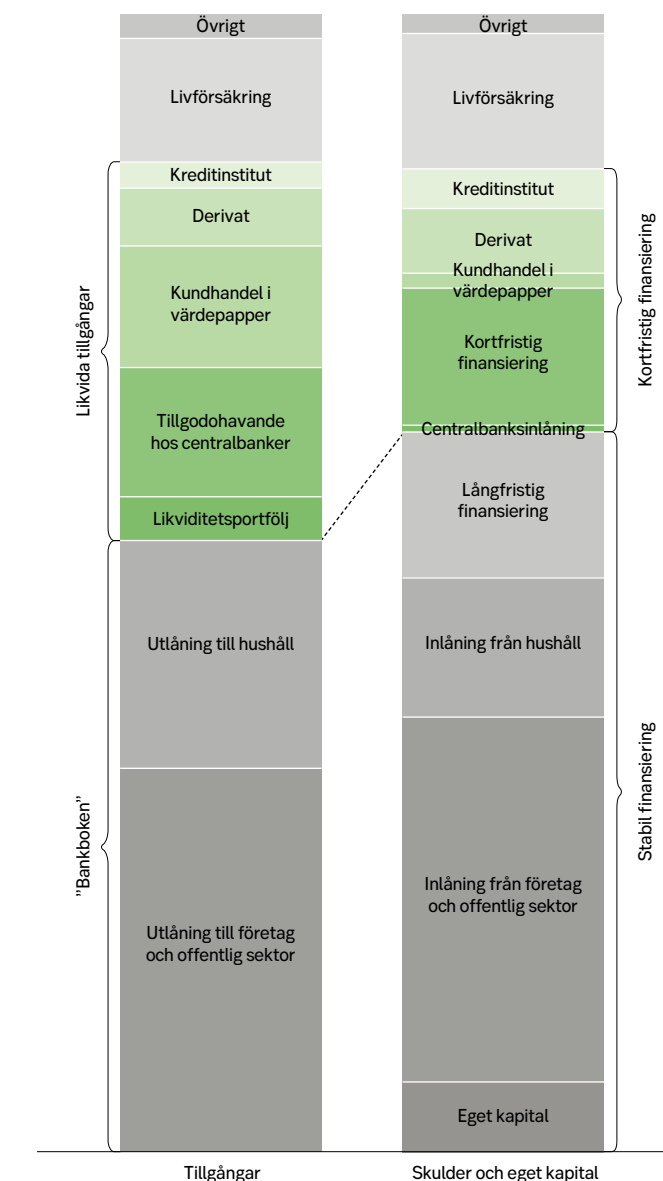 Övrigt
Livförsäkring
Kreditinstitut
Derivat
Kundhandel i
värdepapper
Tillgodohavande
hos centralbanker
Likviditetsportfölj
Utlåning till hushåll
Utlåning till företag
och offentlig sektor
Likvida tillgångar
”Bankboken”
Tillgångar
Övrigt
Livförsäkring
Kreditinstitut
Derivat
Kundhandel i
värdepapper
Kortfristig
finansiering
Centralbanksinlåning
Långfristig
finansiering
Inlåning från hushåll
Inlåning från företag
och offentlig sektor
Eget kapital
Kortfristig finansiering
Stabil finansiering
Skulder och eget kapital